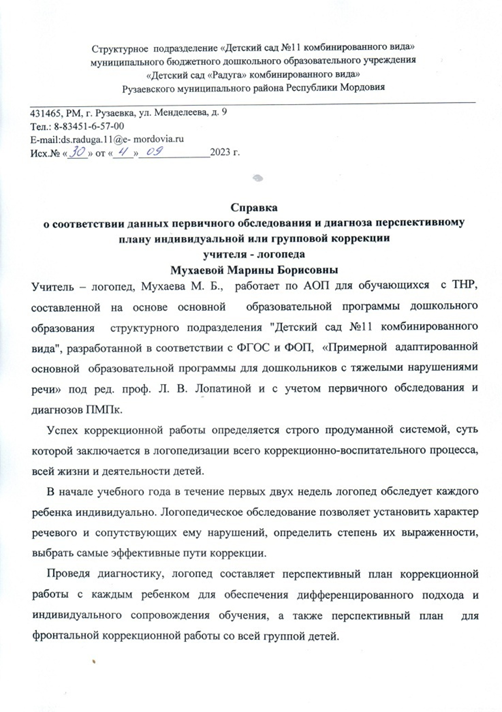 Структурное подразделение «Детский сад №11 комбинированного вида»
муниципального бюджетного дошкольного образовательного учреждения
«Детский сад «Радуга» комбинированного вида»
Рузаевского муниципального района Республики Мордовия
431465, РМ, г. Рузаевка, ул. Менделеева, д. 9
Тел.: 8-83451-6-57-00
E-mail:ds.raduga.11@e- mordovia.ru
Исх.№ «30» от «4» 09 2023 г.
Справка
о соответствии данных первичного обследования и диагноза перспективному
плану индивидуальной или групповой коррекции
учителя - логопеда
Мухаевой Марины Борисовны
Учитель – логопед, Мухаева М. Б., работает по АОП для обучающихся с ТНР,
составленной на основе основной образовательной программы дошкольного
образования структурного подразделения "Детский сад №11 комбинированного
вида", разработанной в соответствии с ФГОС и ФОП, «Примерной адаптированной
основной образовательной программы для дошкольников с тяжелыми нарушениями
речи» под ред. проф. Л. В. Лопатиной и с учетом первичного обследования и
диагнозов ПМПк.
Успех коррекционной работы определяется строго продуманной системой, суть
которой заключается в логопедизации всего коррекционно-воспитательного процесса,
всей жизни и деятельности детей.
В начале учебного года в течение первых двух недель логопед обследует каждого
ребенка индивидуально. Логопедическое обследование позволяет установить характер
речевого и сопутствующих ему нарушений, определить степень их выраженности,
выбрать самые эффективные пути коррекции.
Проведя диагностику, логопед составляет перспективный план коррекционной
работы с каждым ребенком для обеспечения дифференцированного подхода и
индивидуального сопровождения обучения, а также перспективный план для
фронтальной коррекционной работы со всей группой детей.